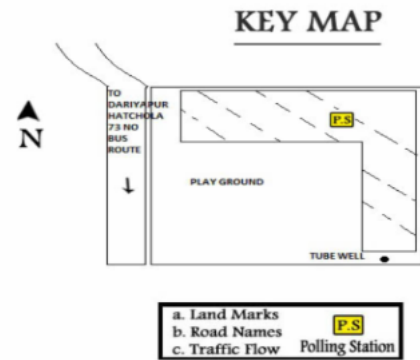 KEY MAP
TO
DARIYAPUR
HATCHOLA
73 NO
BUS
ROUTE
P.S
N
PLAY GROUND
TUBE WELL
a. Land Marks
b. Road Names
c. Traffic Flow
P.S
Polling Station